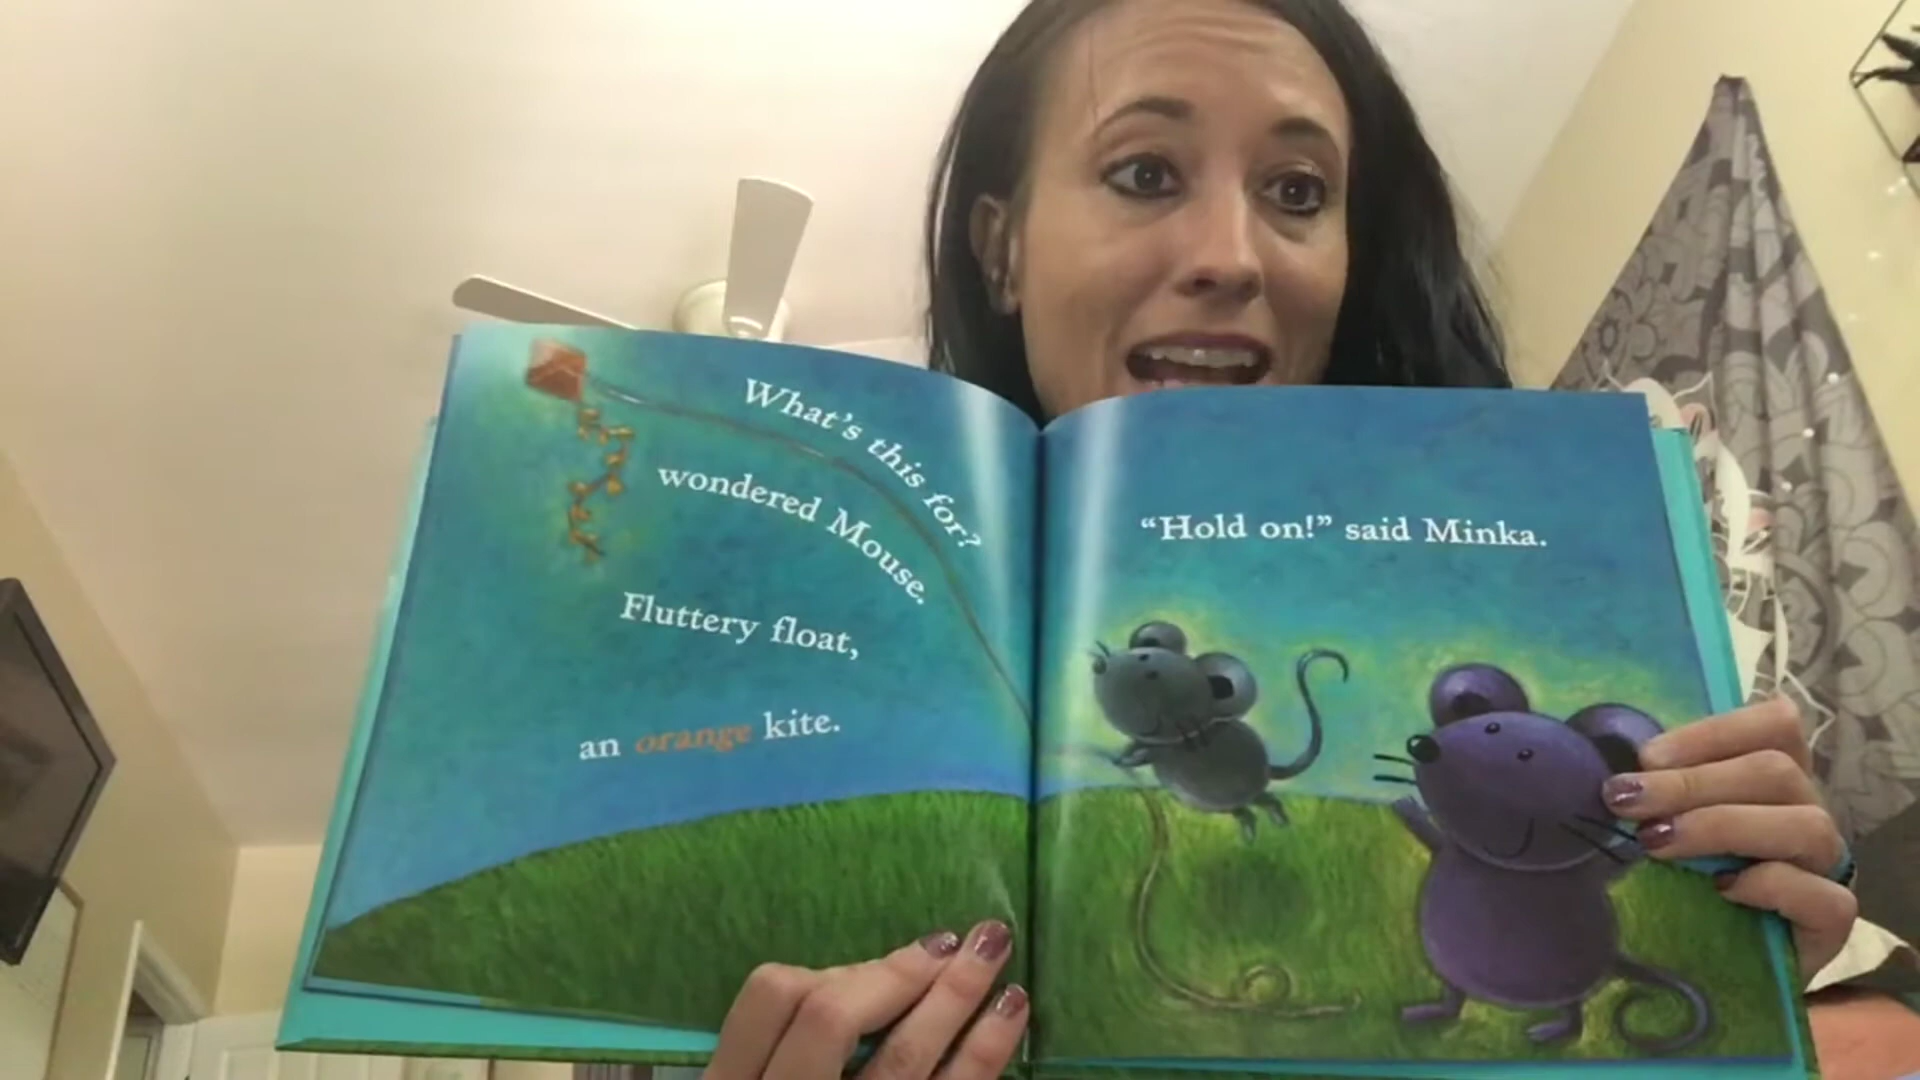 What's this for?
wondered Mouse.
Fluttery float,
an orange kite.
“Hold on!” said Minka.